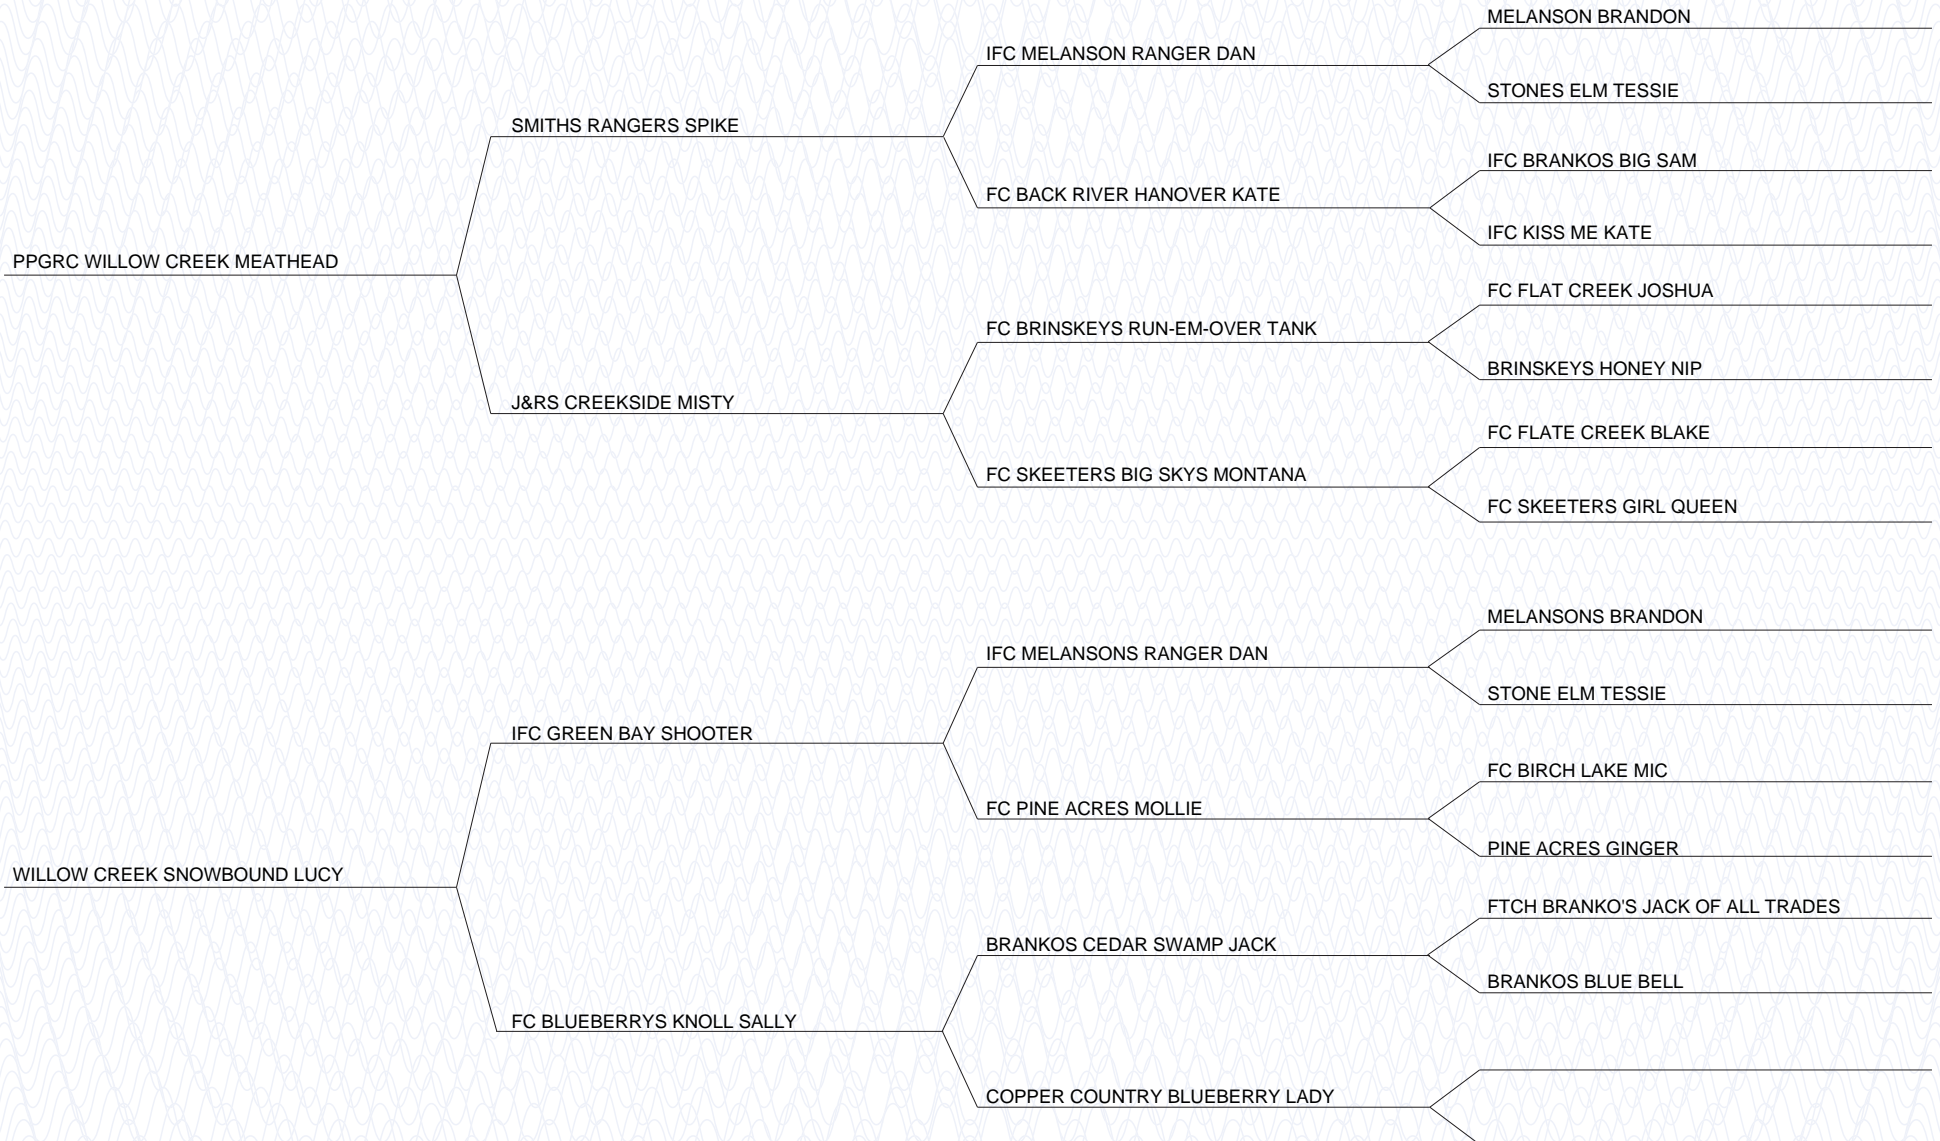 MELANSON BRANDON
IFC MELANSON RANGER DAN
STONES ELM TESSIE
SMITHS RANGERS SPIKE
IFC BRANKOS BIG SAM
FC BACK RIVER HANOVER KATE
IFC KISS ME KATE
PPGRC WILLOW CREEK MEATHEAD
FC FLAT CREEK JOSHUA
FC BRINSKEYS RUN-EM-OVER TANK
BRINSKEYS HONEY NIP
J&RS CREEKSIDE MISTY
FC FLATE CREEK BLAKE
FC SKEETERS BIG SKYS MONTANA
FC SKEETERS GIRL QUEEN
MELANSONS BRANDON
IFC MELANSONS RANGER DAN
STONE ELM TESSIE
IFC GREEN BAY SHOOTER
FC BIRCH LAKE MIC
FC PINE ACRES MOLLIE
PINE ACRES GINGER
WILLOW CREEK SNOWBOUND LUCY
FTCH BRANKO'S JACK OF ALL TRADES
BRANKOS CEDAR SWAMP JACK
BRANKOS BLUE BELL
FC BLUEBERRYS KNOLL SALLY
COPPER COUNTRY BLUEBERRY LADY